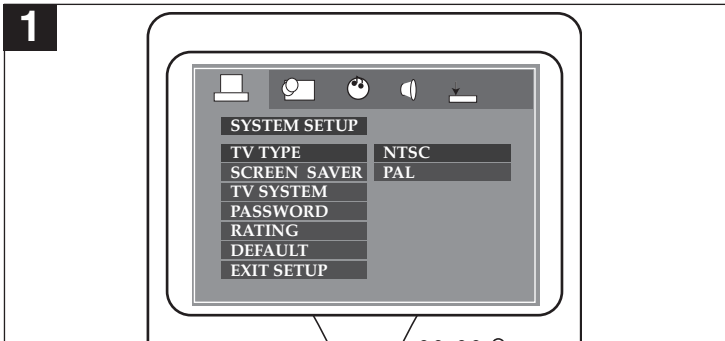 1
SYSTEM SETUP
TV TYPE NTSC
SCREEN SAVER PAL
TV SYSTEM
PASSWORD
RATING
DEFAULT
EXIT SETUP